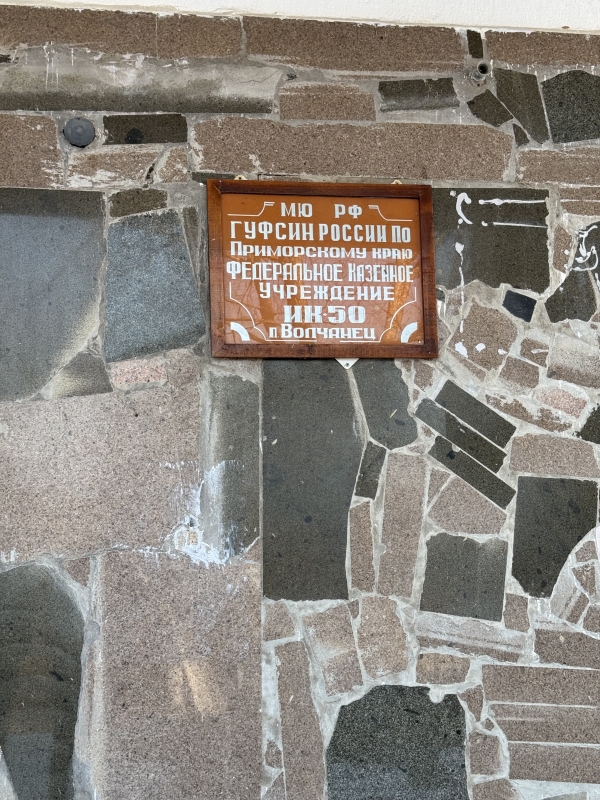 МЮ РФ
ГУФСИН РОССИИ ПО
ПРИМОРСКОМУ КРАЮ
ФЕДЕРАЛЬНОЕ КАЗЕННОЕ
УЧРЕЖДЕНИЕ
ИК-50
п ВОЛЧАНЕЦ